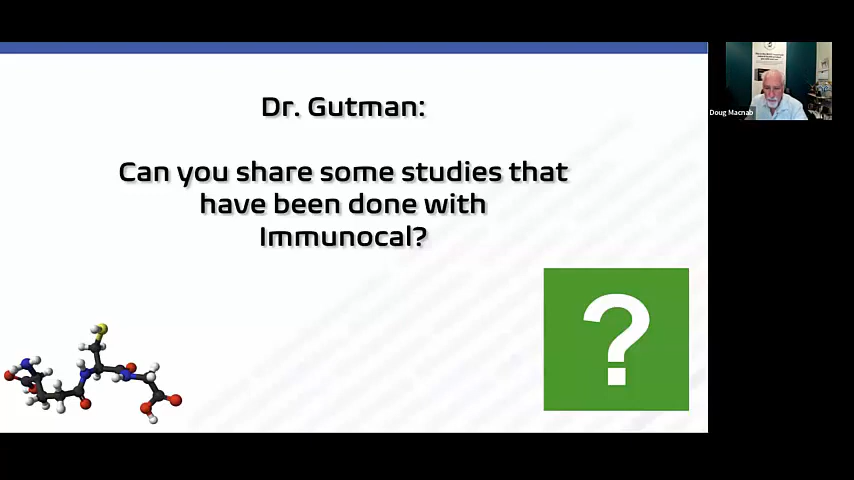 Dr. Gutman:
Can you share some studies that
have been done with
Immunocal?
?
Doug Macnab